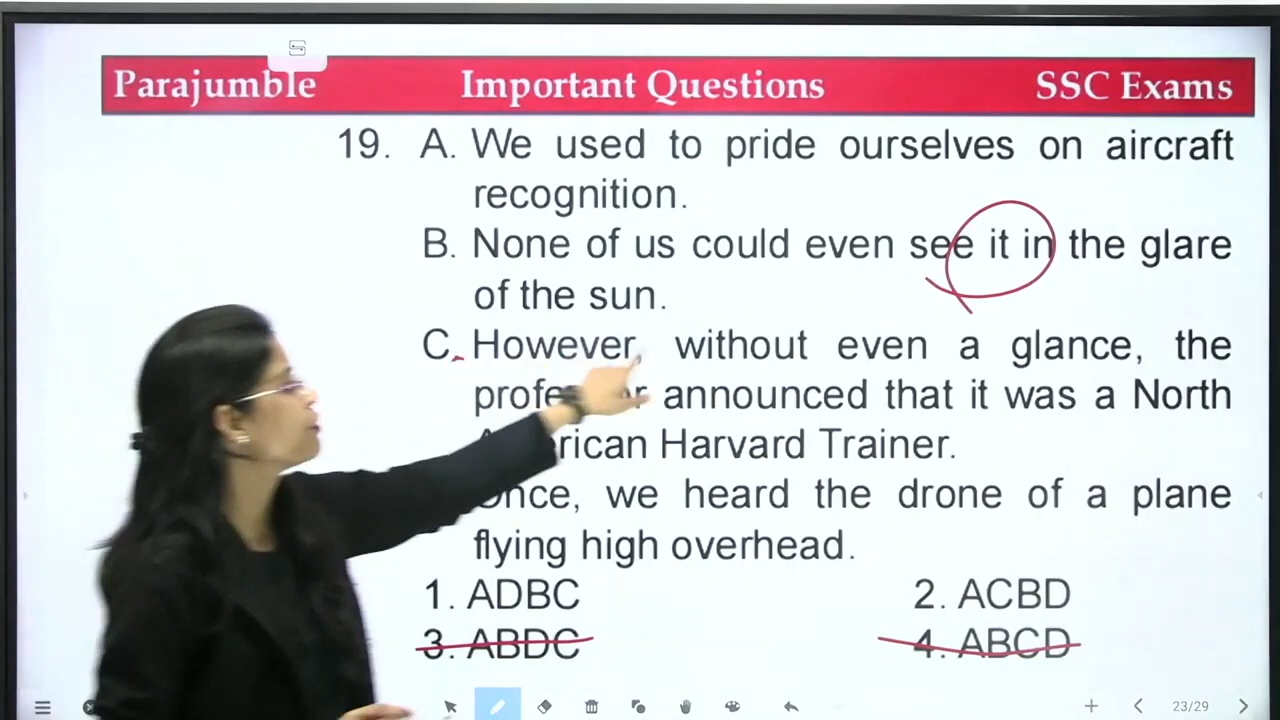 Parajumble Important Questions SSC Exams
19. A. We used to pride ourselves on aircraft
recognition.
B. None of us could even see it in the glare
of the sun.
C. However, without even a glance, the
announced that it was a North
Harvard Trainer.
Once, we heard the drone of a plane
flying high overhead.
1. ADBC 2. ACBD
3. ABDC 4. ABCD
23/29